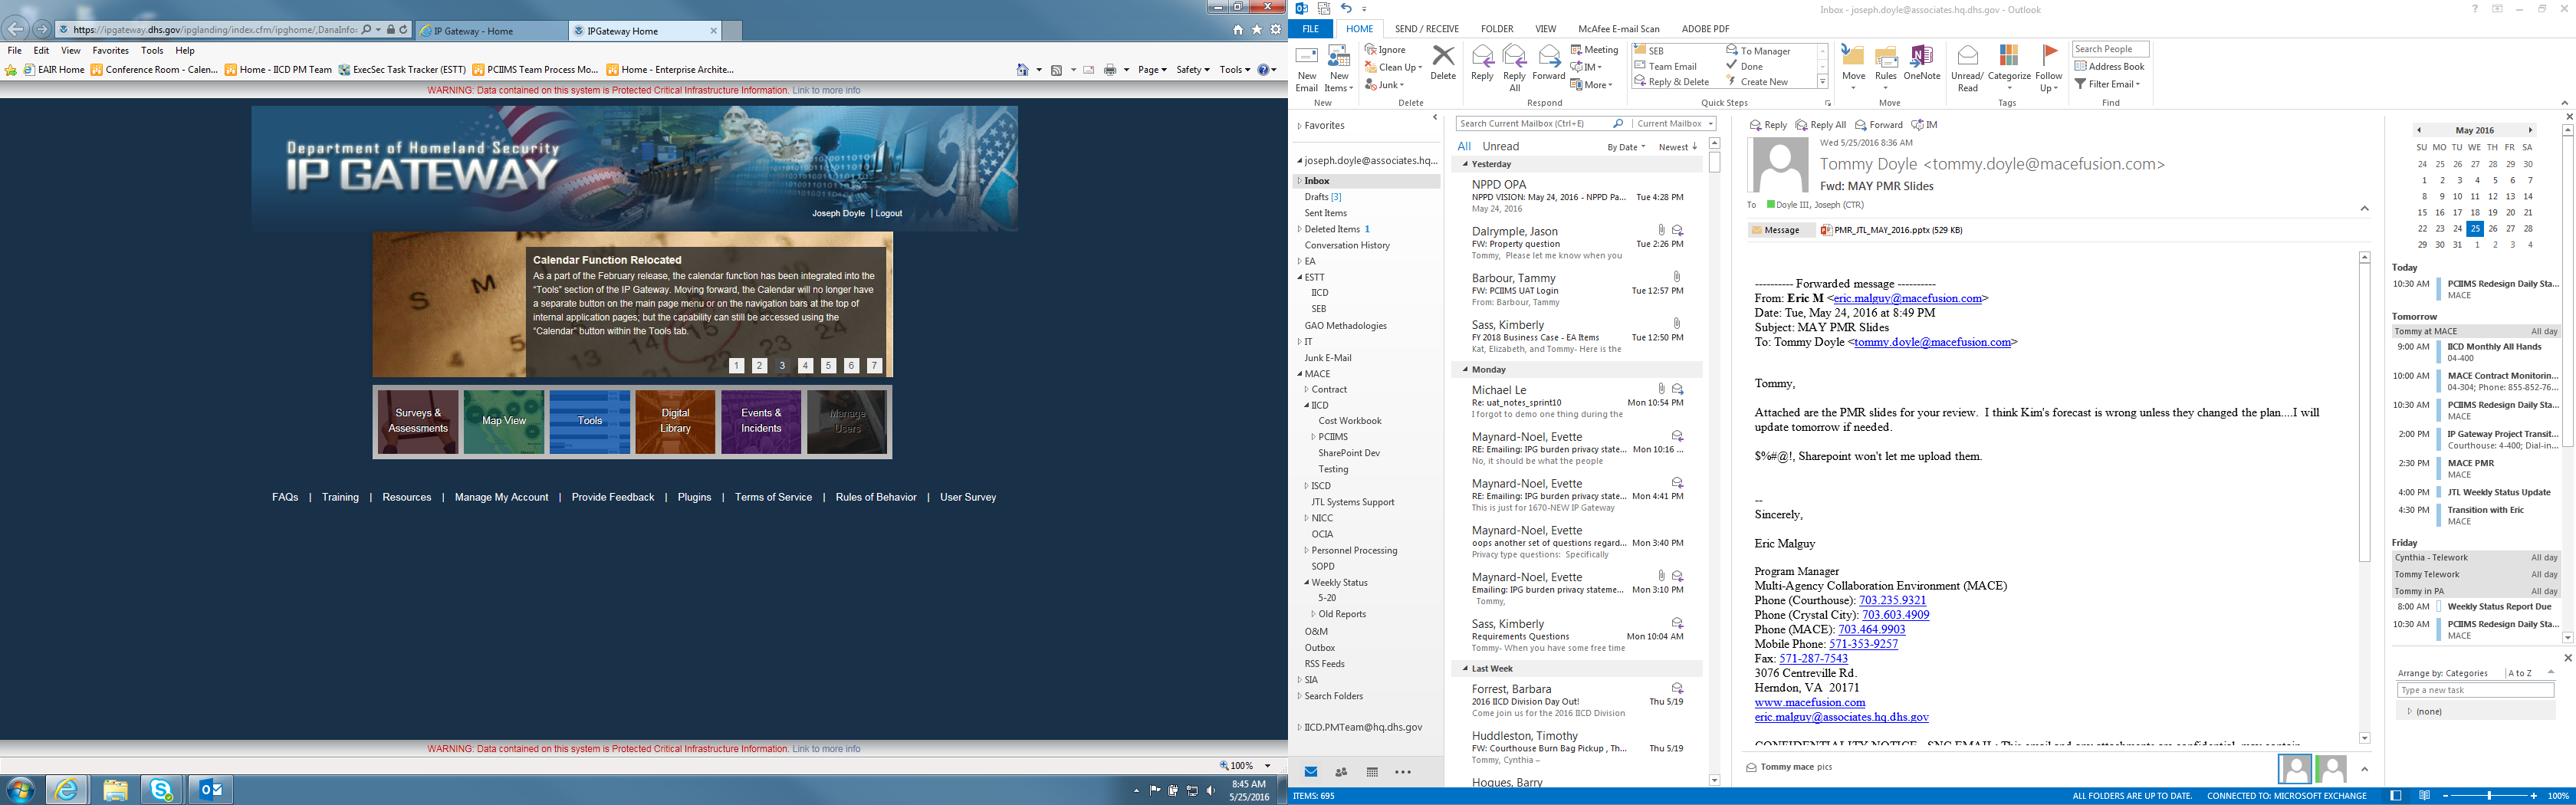 https://ipgateway.dhs.gov/ipglanding/index.cfm/ipghome/,DanaInfo:
IP Gateway - Home
IPGateway Home
File Edit View Favorites Tools Help
EAIR Home
Conference Room - Calen...
Home - IICD PM Team
ExecSec Task Tracker (ESTT)
PCIIMS Team Process Mo...
Home - Enterprise Archite...
Page Safety Tools
WARNING: Data contained on this system is Protected Critical Infrastructure Information. Link to more info
Department of Homeland Security
IP GATEWAY
Joseph Doyle | Logout
Calendar Function Relocated
As a part of the February release, the calendar function has been integrated into the
"Tools" section of the IP Gateway. Moving forward, the Calendar will no longer have
a separate button on the main page menu or on the navigation bars at the top of
internal application pages; but the capability can still be accessed using the
"Calendar" button within the Tools tab.
1 2 3 4 5 6 7
Surveys &
Assessments
Map View
Tools
Digital
Library
Events &
Incidents
Manage
Users
FAQs | Training | Resources | Manage My Account | Provide Feedback | Plugins | Terms of Service | Rules of Behavior | User Survey
WARNING: Data contained on this system is Protected Critical Infrastructure Information. Link to more info
100%
8:45 AM
5/25/2016
Inbox - joseph.doyle@associates.hq.dhs.gov - Outlook
FILE HOME SEND / RECEIVE FOLDER VIEW McAfee E-mail Scan ADOBE PDF
New
Email
New
Items
New
Ignore
Clean Up
Junk
Delete
Delete
Reply
Reply
All
Forward
Meeting
IM
More
Respond
SEB
Team Email
Reply & Delete
To Manager
Done
Create New
Quick Steps
Move
Rules
OneNote
Move
Unread/
Read
Categorize
Follow
Up
Tags
Search People
Address Book
Filter Email
Find
Favorites
joseph.doyle@associates.hq...
Inbox
Drafts [3]
Sent Items
Deleted Items 1
Conversation History
EA
ESTT
IICD
SEB
GAO Methadologies
IT
Junk E-Mail
MACE
Contract
IICD
Cost Workbook
PCIIMS
SharePoint Dev
Testing
ISCD
JTL Systems Support
NICC
OCIA
Personnel Processing
SOPD
Weekly Status
5-20
Old Reports
O&M
Outbox
RSS Feeds
SIA
Search Folders
IICD.PMTeam@hq.dhs.gov
Search Current Mailbox (Ctrl+E)
Current Mailbox
All Unread
By Date Newest
Yesterday
NPPD OPA
NPPD VISION: May 24, 2016 - NPPD Pa... Tue 4:28 PM
May 24, 2016
Dalrymple, Jason
FW: Property question Tue 2:26 PM
Tommy, Please let me know when you
Barbour, Tammy
FW: PCIIMS UAT Login Tue 12:57 PM
From: Barbour, Tammy
Sass, Kimberly
FY 2018 Business Case - EA Items Tue 12:50 PM
Kat, Elizabeth, and Tommy- Here is the
Monday
Michael Le
Re: uat_notes_sprint10 Mon 10:54 PM
I forgot to demo one thing during the
Maynard-Noel, Evette
RE: Emailing: IPG burden privacy state... Mon 10:16 ...
No, it should be what the people
Maynard-Noel, Evette
RE: Emailing: IPG burden privacy state... Mon 4:41 PM
This is just for 1670-NEW IP Gateway
Maynard-Noel, Evette
oops another set of questions regard... Mon 3:40 PM
Privacy type questions: Specifically
Maynard-Noel, Evette
Emailing: IPG burden privacy stateme... Mon 3:10 PM
Tommy,
Sass, Kimberly
Requirements Questions Mon 10:04 AM
Tommy- When you have some free time
Last Week
Forrest, Barbara
2016 IICD Division Day Out! Thu 5/19
Come join us for the 2016 IICD Division
Huddleston, Timothy
FW: Courthouse Burn Bag Pickup , Th... Thu 5/19
Tommy, Cynthia –
Hogues, Barry
Reply Reply All Forward IM
Wed 5/25/2016 8:36 AM
Tommy Doyle <tommy.doyle@macefusion.com>
Fwd: MAY PMR Slides
To Doyle III, Joseph (CTR)
Message
PMR_JTL_MAY_2016.pptx (529 KB)
---------- Forwarded message ----------
From: Eric M <eric.malguy@macefusion.com>
Date: Tue, May 24, 2016 at 8:49 PM
Subject: MAY PMR Slides
To: Tommy Doyle <tommy.doyle@macefusion.com>
Tommy,
Attached are the PMR slides for your review. I think Kim's forecast is wrong unless they changed the plan....I will
update tomorrow if needed.
$%#@!, Sharepoint won't let me upload them.
--
Sincerely,
Eric Malguy
Program Manager
Multi-Agency Collaboration Environment (MACE)
Phone (Courthouse): 703.235.9321
Phone (Crystal City): 703.603.4909
Phone (MACE): 703.464.9903
Mobile Phone: 571-353-9257
Fax: 571-287-7543
3076 Centreville Rd.
Herndon, VA 20171
www.macefusion.com
eric.malguy@associates.hq.dhs.gov
CONFIDENTIALITY NOTICE - SNC EMAIL: This email and any attachments are confidential, may contain
Tommy mace pics
May 2016
SU MO TU WE TH FR SA
24 25 26 27 28 29 30
1 2 3 4 5 6 7
8 9 10 11 12 13 14
15 16 17 18 19 20 21
22 23 24 25 26 27 28
29 30 31 1 2 3 4
Today
10:30 AM PCIIMS Redesign Daily Sta...
MACE
Tomorrow
Tommy at MACE All day
9:00 AM IICD Monthly All Hands
04-400
10:00 AM MACE Contract Monitorin...
04-304; Phone: 855-852-76...
10:30 AM PCIIMS Redesign Daily Sta...
MACE
2:00 PM IP Gateway Project Transit...
Courthouse: 4-400; Dial-in...
2:30 PM MACE PMR
MACE
4:00 PM JTL Weekly Status Update
4:30 PM Transition with Eric
MACE
Friday
Cynthia - Telework All day
Tommy Telework All day
Tommy in PA All day
8:00 AM Weekly Status Report Due
10:30 AM PCIIMS Redesign Daily Sta...
MACE
Arrange by: Categories A to Z
Type a new task
(none)
ITEMS: 695
ALL FOLDERS ARE UP TO DATE. CONNECTED TO: MICROSOFT EXCHANGE 100%